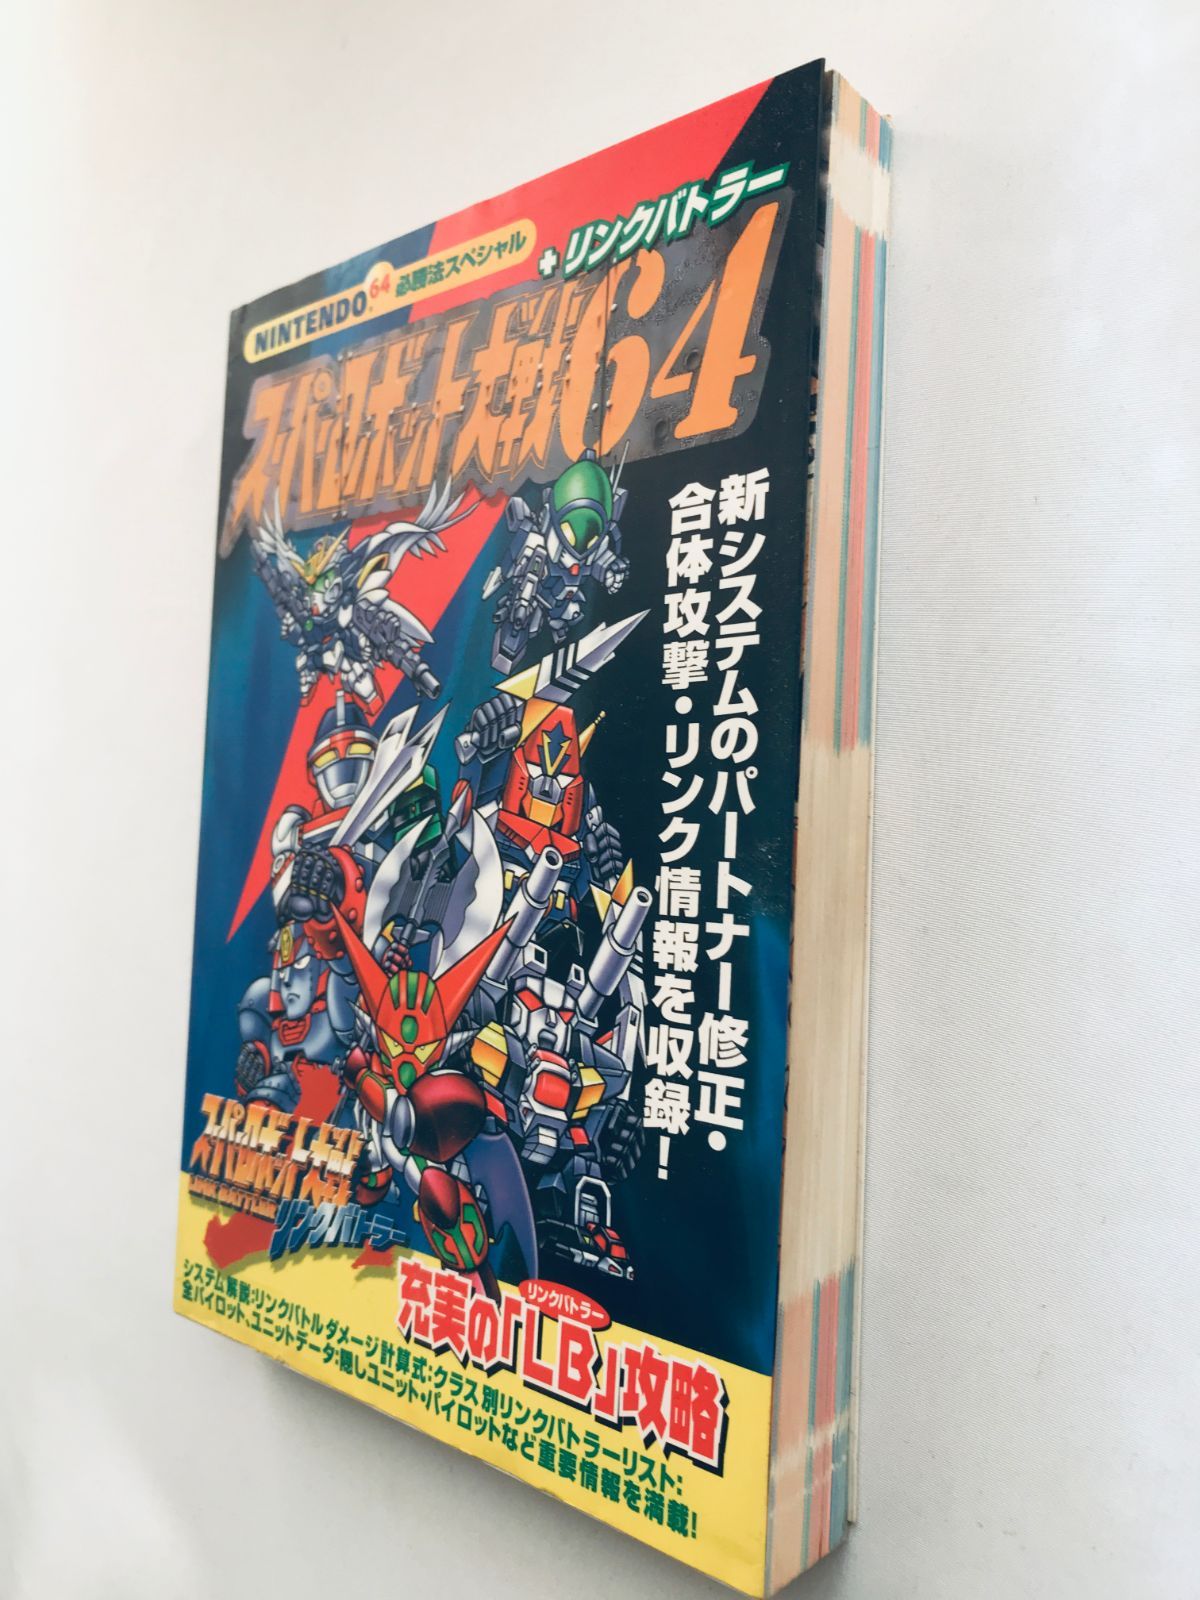 NINTENDO64 必勝法スペシャル
スーパーロボット大戦64
+リンクバトラー
新システムのパートナー修正・
合体攻撃・リンク情報を収録!
スーパーロボット大戦
LINK BATTLER
リンクバトラー
リンクバトラー
充実の「LB」攻略
システム解説:リンクバトルダメージ計算式:クラス別リンクバトラーリスト:
全パイロット、ユニットデータ:隠しユニット・パイロットなど重要情報を満載!